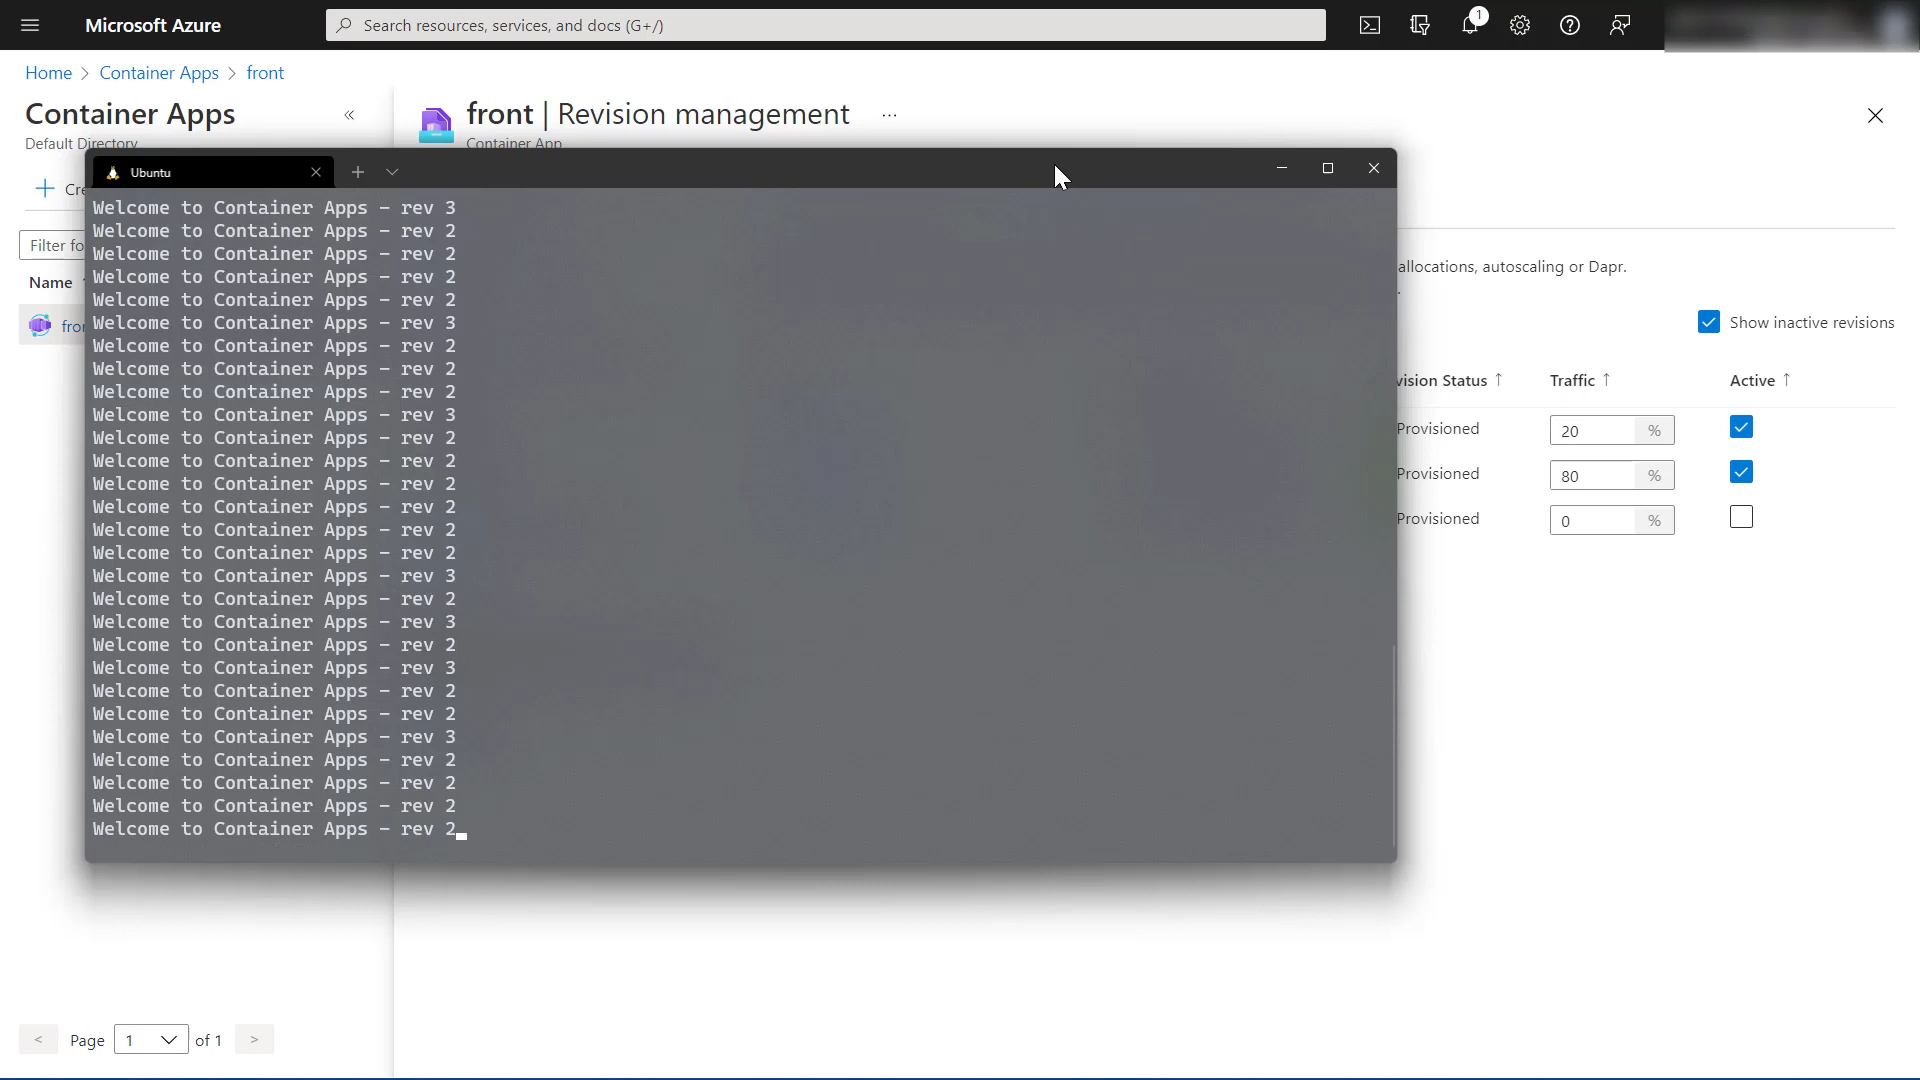 Microsoft Azure
Search resources, services, and docs (G+/)
1
Home > Container Apps > front
Container Apps
Default Directory
front | Revision management
...
Container App
Ubuntu
Welcome to Container Apps - rev 3
Welcome to Container Apps - rev 2
Welcome to Container Apps - rev 2
Welcome to Container Apps - rev 2
Welcome to Container Apps - rev 2
Welcome to Container Apps - rev 3
Welcome to Container Apps - rev 2
Welcome to Container Apps - rev 2
Welcome to Container Apps - rev 2
Welcome to Container Apps - rev 3
Welcome to Container Apps - rev 2
Welcome to Container Apps - rev 2
Welcome to Container Apps - rev 2
Welcome to Container Apps - rev 2
Welcome to Container Apps - rev 2
Welcome to Container Apps - rev 2
Welcome to Container Apps - rev 3
Welcome to Container Apps - rev 2
Welcome to Container Apps - rev 3
Welcome to Container Apps - rev 2
Welcome to Container Apps - rev 3
Welcome to Container Apps - rev 2
Welcome to Container Apps - rev 2
Welcome to Container Apps - rev 3
Welcome to Container Apps - rev 2
Welcome to Container Apps - rev 2
Welcome to Container Apps - rev 2
Welcome to Container Apps - rev 2
Cre
Filter fo
Name
fron
allocations, autoscaling or Dapr.
Show inactive revisions
vision Status ↑ Traffic ↑ Active ↑
Provisioned 20 %
Provisioned 80 %
Provisioned 0 %
< Page 1 of 1 >